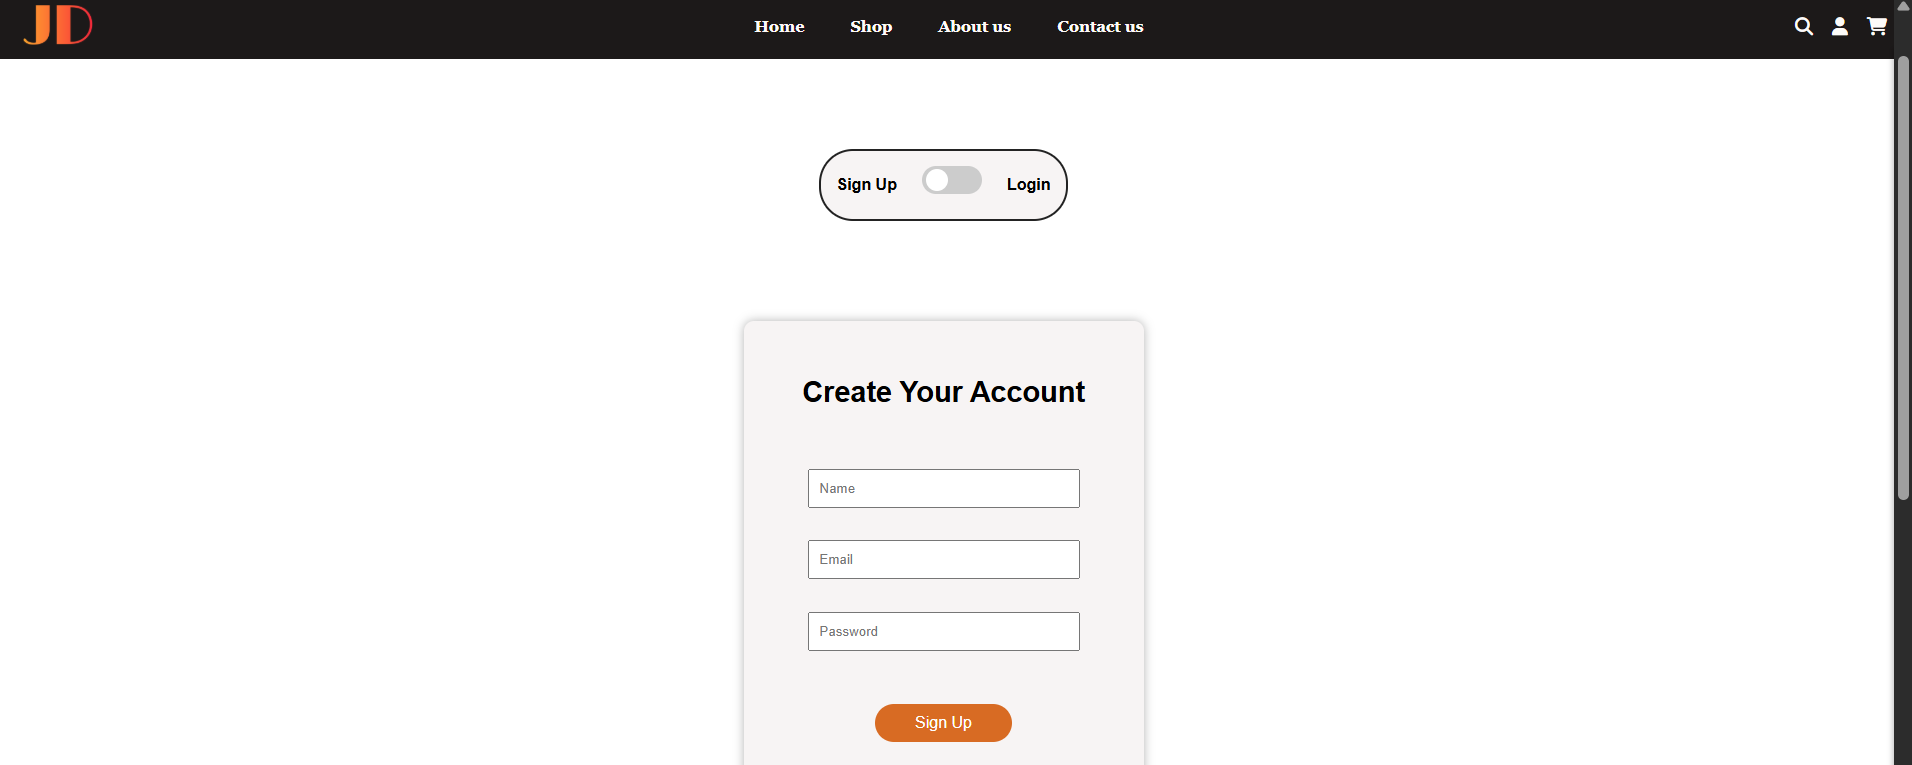 JD
Home Shop About us Contact us
Sign Up Login
Create Your Account
Name
Email
Password
Sign Up